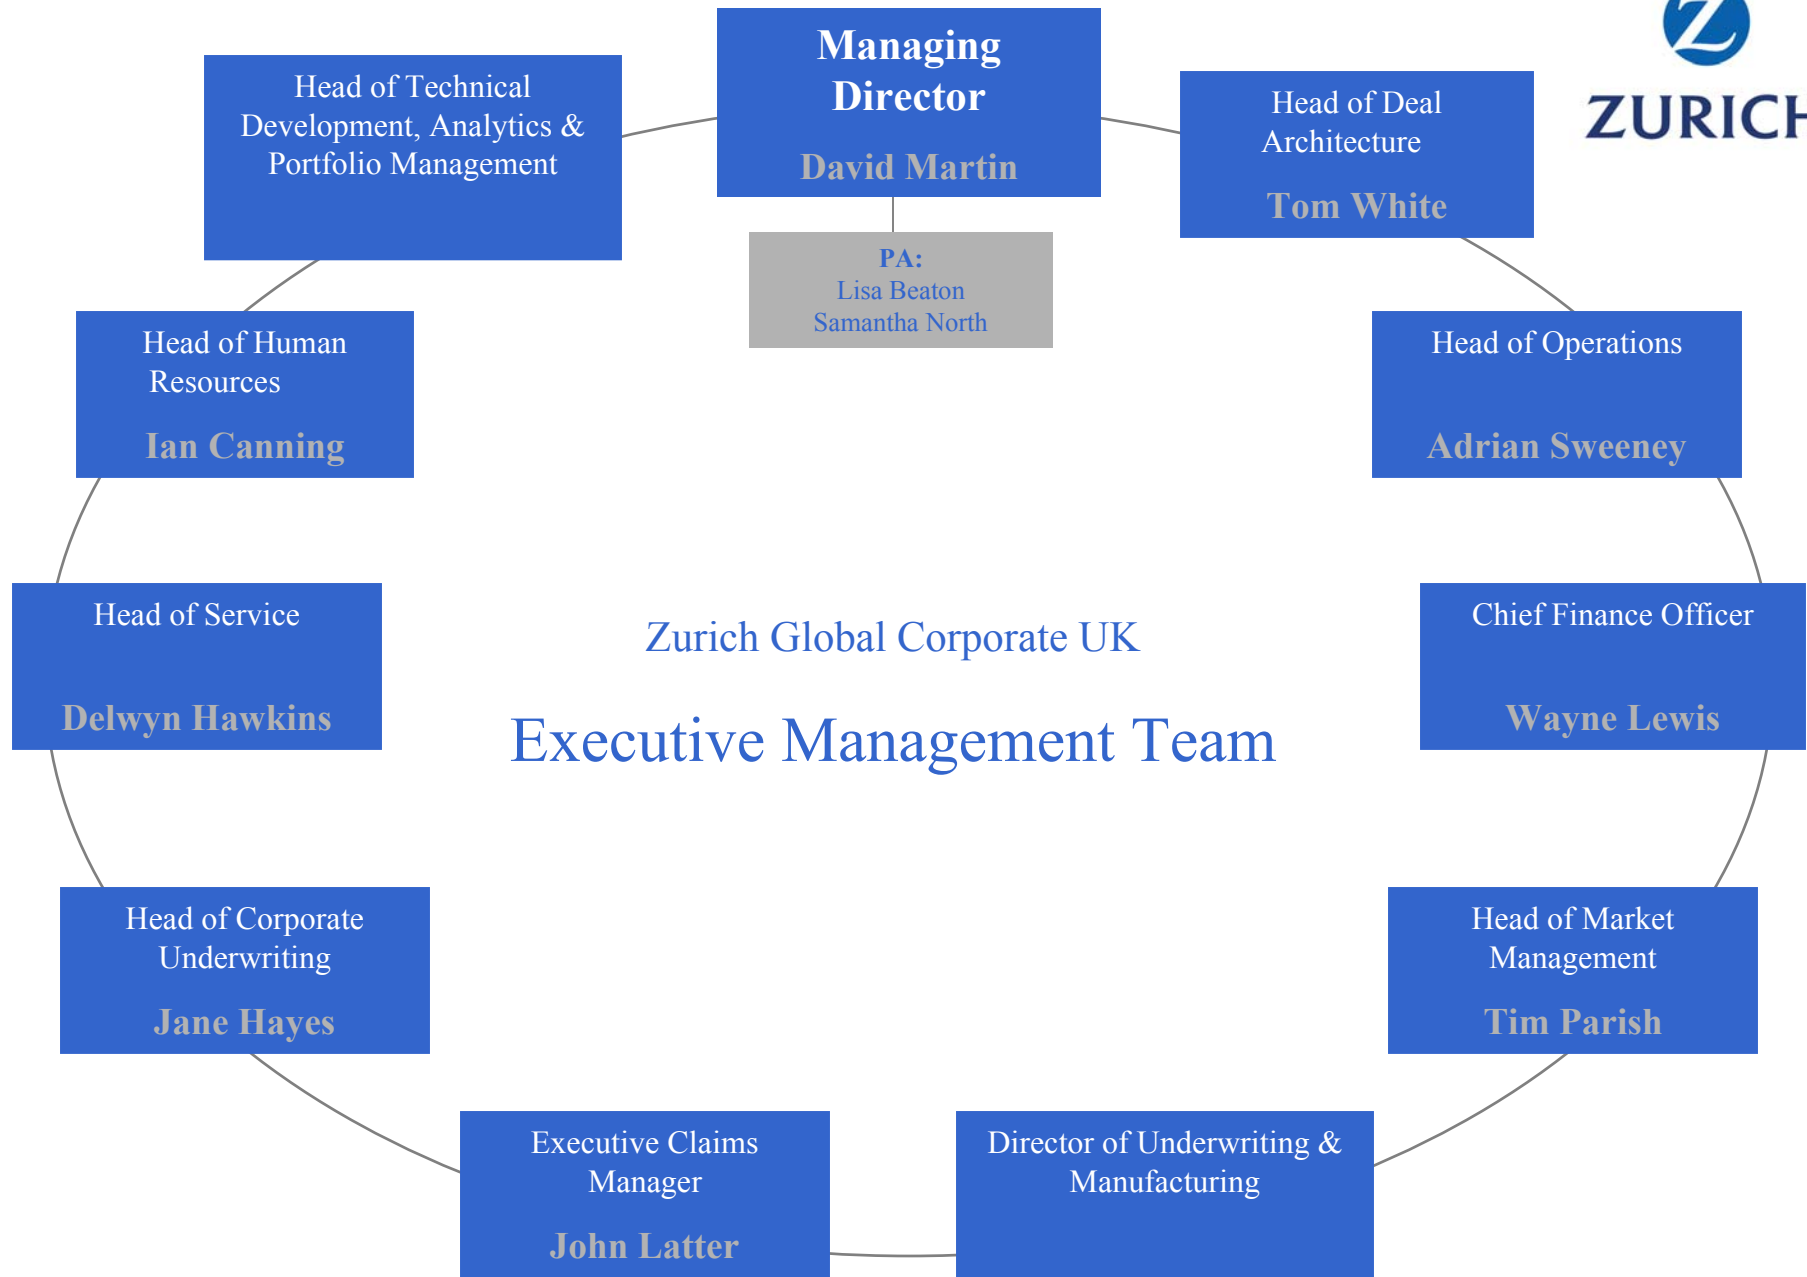 Managing
Director
David Martin
PA:
Lisa Beaton
Samantha North
Z
ZURICH
Head of Deal
Architecture
Tom White
Head of Operations
Adrian Sweeney
Chief Finance Officer
Wayne Lewis
Head of Market
Management
Tim Parish
Director of Underwriting &
Manufacturing
Executive Claims
Manager
John Latter
Head of Corporate
Underwriting
Jane Hayes
Head of Service
Delwyn Hawkins
Head of Human
Resources
Ian Canning
Head of Technical
Development, Analytics &
Portfolio Management
Zurich Global Corporate UK
Executive Management Team